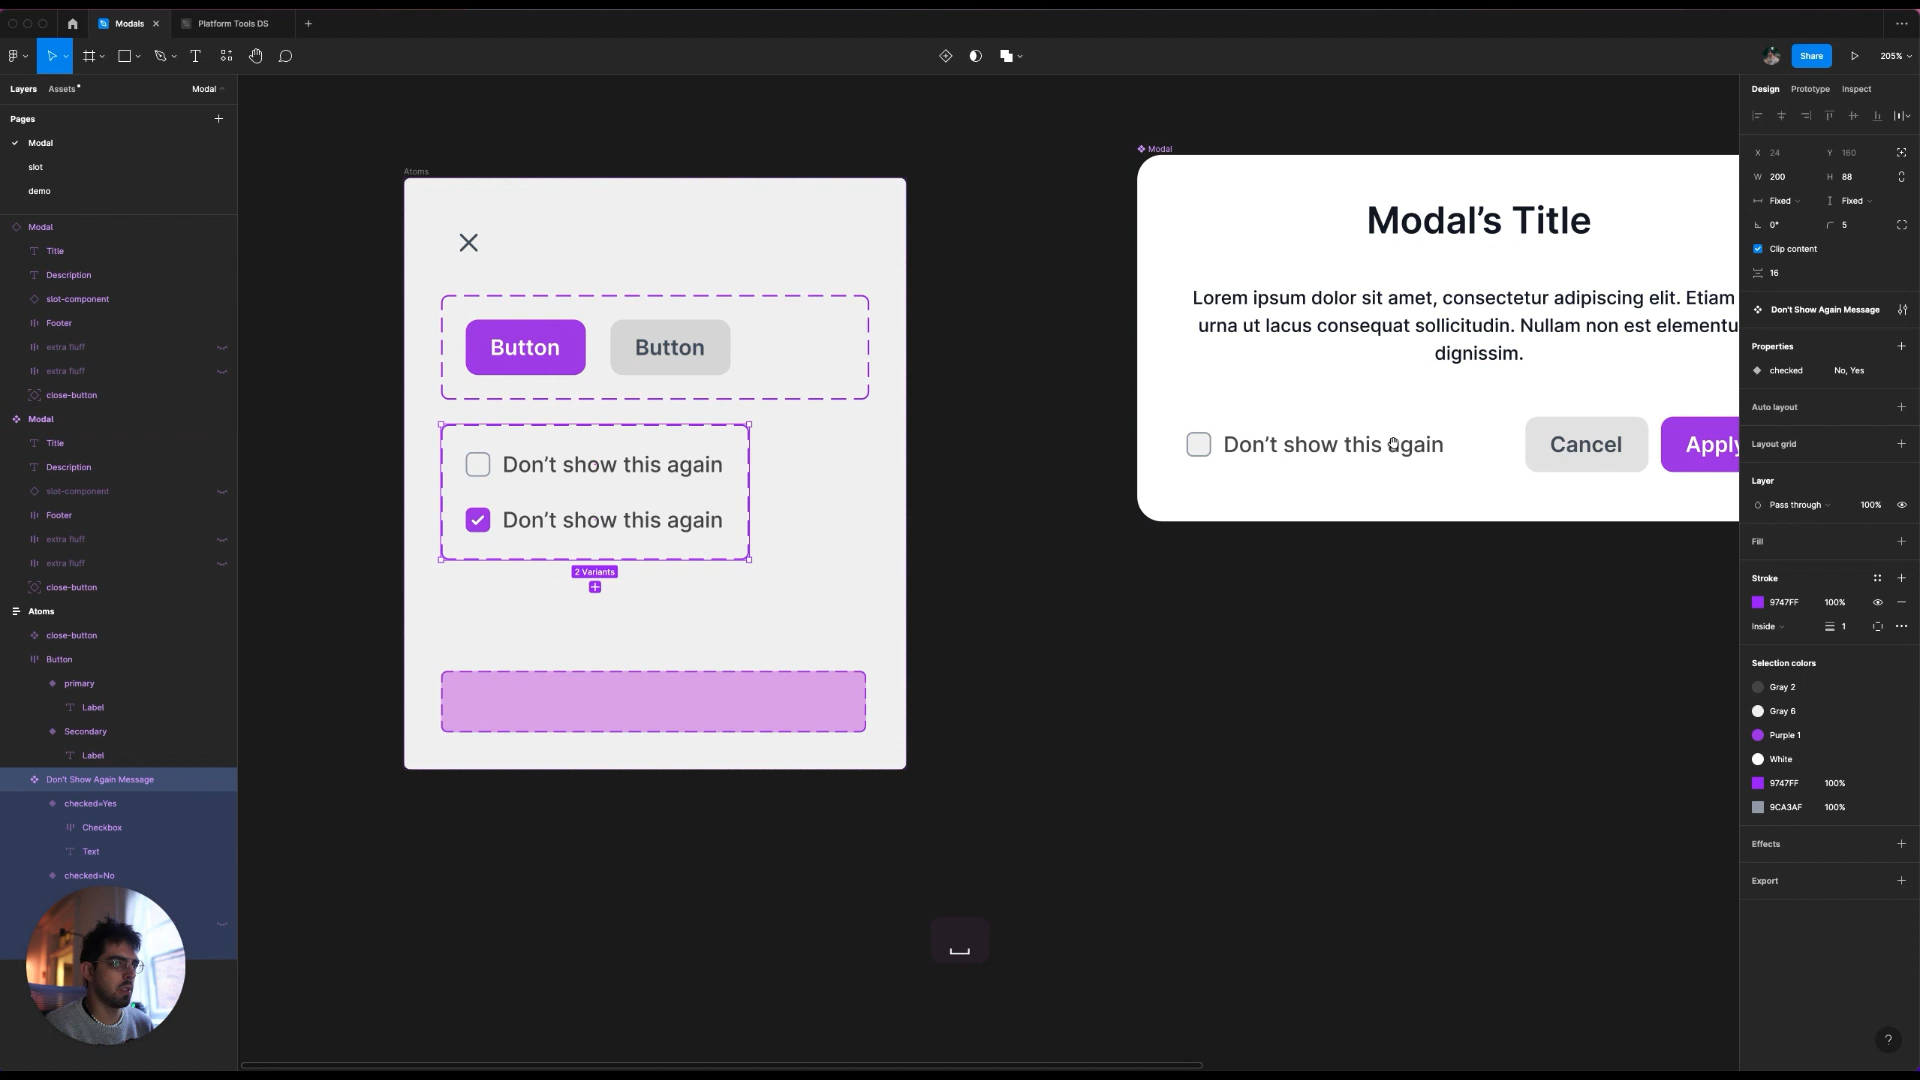 Modals
Platform Tools DS
Share
205%
Layers
Assets
Modal
Pages
Modal
slot
demo
Modal
Title
Description
slot-component
Footer
extra fluff
extra fluff
close-button
Modal
Title
Description
slot-component
Footer
extra fluff
extra fluff
close-button
Atoms
close-button
Button
primary
Label
Secondary
Label
Don't Show Again Message
checked=Yes
Checkbox
Text
checked=No
Atoms
Button
Button
Don't show this again
Don't show this again
2 Variants
Modal
Modal's Title
Lorem ipsum dolor sit amet, consectetur adipiscing elit. Etiam
urna ut lacus consequat sollicitudin. Nullam non est elementu
dignissim.
Don't show this again
Cancel
Apply
Design
Prototype
Inspect
X 24
Y 160
W 200
H 88
Fixed
Fixed
0°
5
Clip content
16
Don't Show Again Message
Properties
checked
No, Yes
Auto layout
Layout grid
Layer
Pass through
100%
Fill
Stroke
9747FF
100%
Inside
1
Selection colors
Gray 2
Gray 6
Purple 1
White
9747FF
100%
9CA3AF
100%
Effects
Export
?